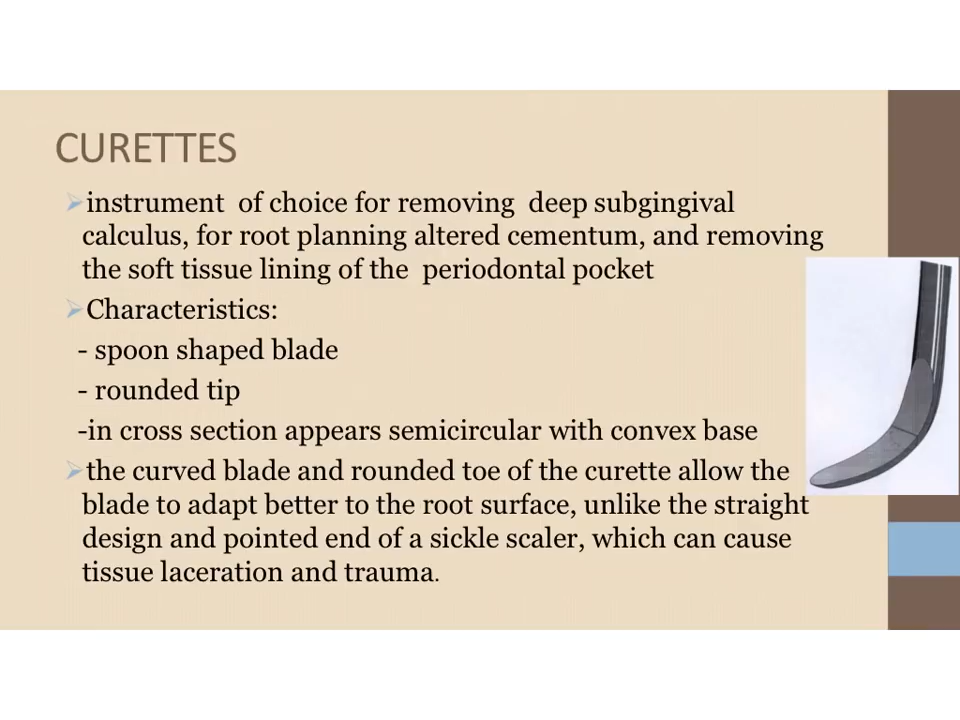 CURETTES
➢instrument of choice for removing deep subgingival
calculus, for root planning altered cementum, and removing
the soft tissue lining of the periodontal pocket
➢Characteristics:
- spoon shaped blade
- rounded tip
-in cross section appears semicircular with convex base
➢the curved blade and rounded toe of the curette allow the
blade to adapt better to the root surface, unlike the straight
design and pointed end of a sickle scaler, which can cause
tissue laceration and trauma.